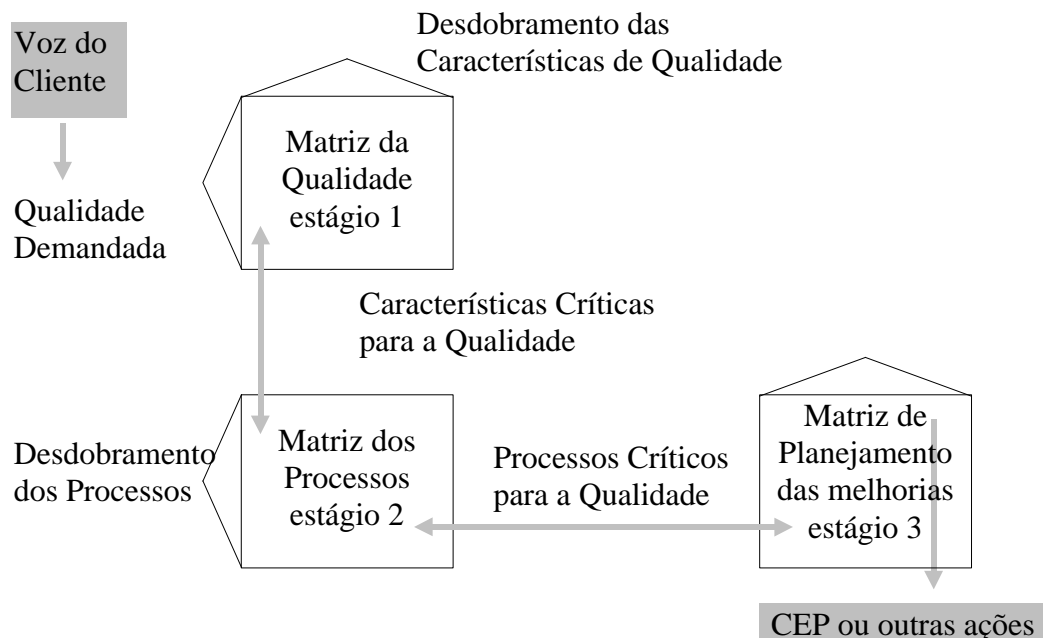 Voz do
Cliente
Desdobramento das
Características de Qualidade
Matriz da
Qualidade
estágio 1
Qualidade
Demandada
Características Críticas
para a Qualidade
Desdobramento
dos Processos
Matriz dos
Processos
estágio 2
Processos Críticos
para a Qualidade
Matriz de
Planejamento
das melhorias
estágio 3
CEP ou outras ações